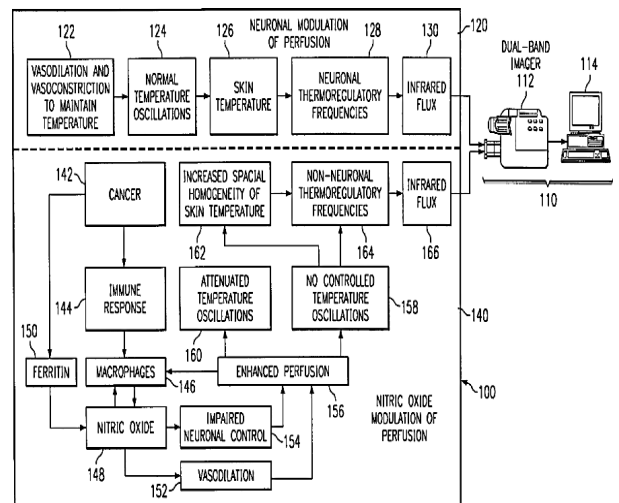 NEURONAL MODULATION
OF PERFUSION
120
122
124
126
128
130
VASODILATION AND
VASOCONSTRICTION
TO MAINTAIN
TEMPERATURE
NORMAL
TEMPERATURE
OSCILLATIONS
SKIN
TEMPERATURE
NEURONAL
THERMOREGULATORY
FREQUENCIES
INFRARED
FLUX
DUAL-BAND
IMAGER
112
114
110
142
CANCER
INCREASED SPACIAL
HOMOGENEITY OF
SKIN TEMPERATURE
162
NON-NEURONAL
THERMOREGULATORY
FREQUENCIES
164
INFRARED
FLUX
166
144
IMMUNE
RESPONSE
ATTENUATED
TEMPERATURE
OSCILLATIONS
160
NO CONTROLLED
TEMPERATURE
OSCILLATIONS
158
140
150
FERRITIN
MACROPHAGES
146
ENHANCED PERFUSION
156
100
NITRIC OXIDE
148
IMPAIRED
NEURONAL CONTROL
154
VASODILATION
152
NITRIC OXIDE
MODULATION OF
PERFUSION